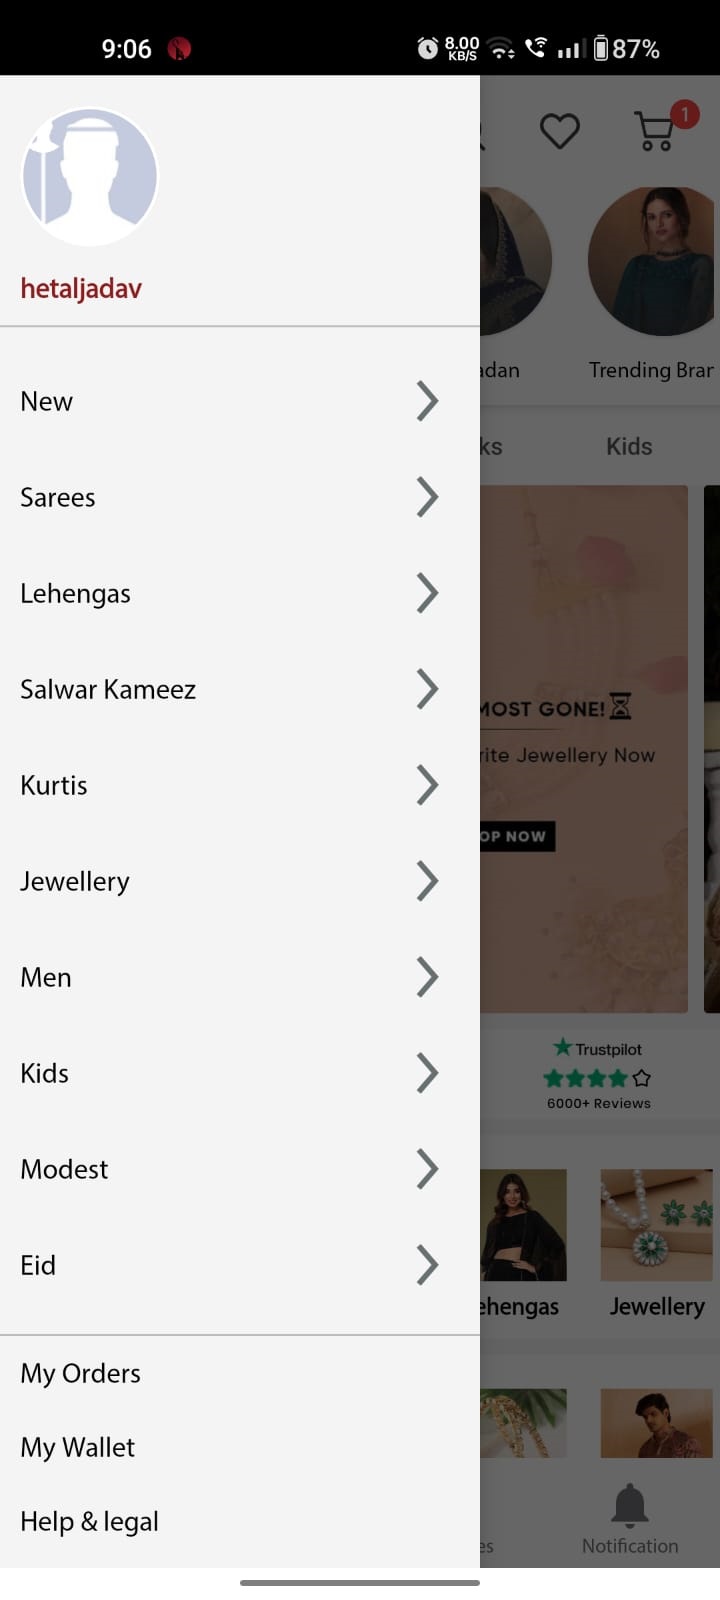 9:06
8.00
KB/S
87%
1
hetaljadav
adan
Trending Brar
New
ks
Kids
Sarees
Lehengas
Salwar Kameez
MOST GONE!
rite Jewellery Now
Kurtis
OP NOW
Jewellery
Men
Kids
Trustpilot
6000+ Reviews
Modest
Eid
ehengas
Jewellery
My Orders
My Wallet
Help & legal
es
Notification